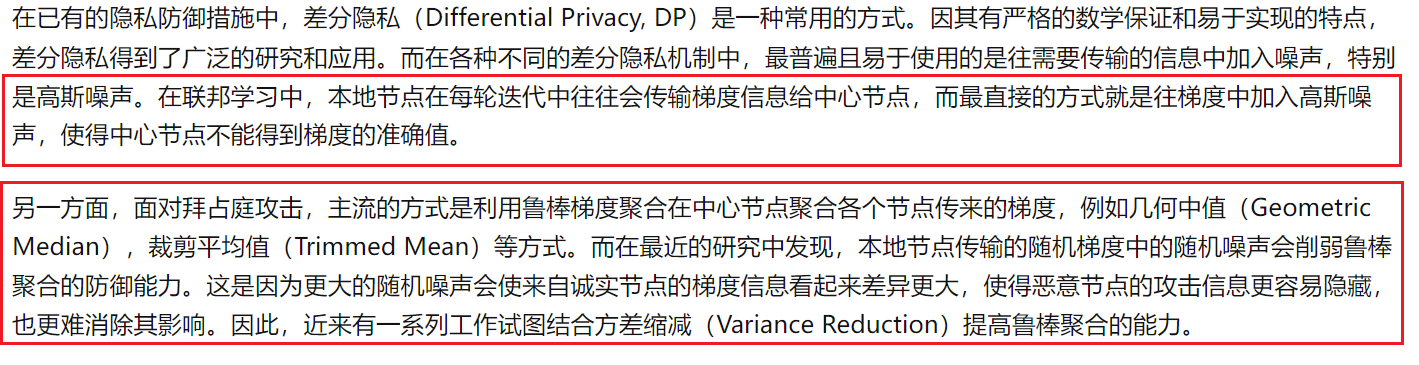 在已有的隐私防御措施中，差分隐私（Differential Privacy, DP）是一种常用的方式。因其有严格的数学保证和易于实现的特点，
差分隐私得到了广泛的研究和应用。而在各种不同的差分隐私机制中，最普遍且易于使用的是往需要传输的信息中加入噪声，特别
是高斯噪声。在联邦学习中，本地节点在每轮迭代中往往会传输梯度信息给中心节点，而最直接的方式就是往梯度中加入高斯噪
声，使得中心节点不能得到梯度的准确值。
另一方面，面对拜占庭攻击，主流的方式是利用鲁棒梯度聚合在中心节点聚合各个节点传来的梯度，例如几何中值（Geometric
Median），裁剪平均值（Trimmed Mean）等方式。而在最近的研究中发现，本地节点传输的随机梯度中的随机噪声会削弱鲁棒
聚合的防御能力。这是因为更大的随机噪声会使来自诚实节点的梯度信息看起来差异更大，使得恶意节点的攻击信息更容易隐藏，
也更难消除其影响。因此，近来有一系列工作试图结合方差缩减（Variance Reduction）提高鲁棒聚合的能力。